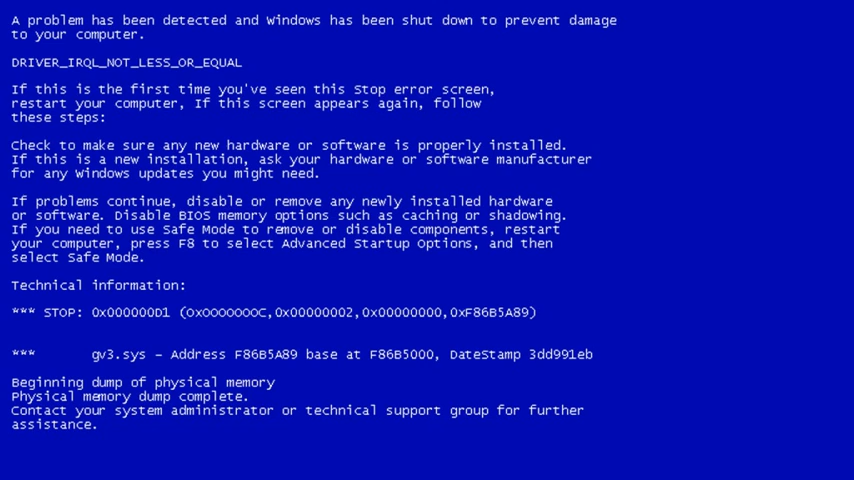 A problem has been detected and Windows has been shut down to prevent damage
to your computer.
DRIVER_IRQL_NOT_LESS_OR_EQUAL
If this is the first time you've seen this Stop error screen,
restart your computer, If this screen appears again, follow
these steps:
Check to make sure any new hardware or software is properly installed.
If this is a new installation, ask your hardware or software manufacturer
for any Windows updates you might need.
If problems continue, disable or remove any newly installed hardware
or software. Disable BIOS memory options such as caching or shadowing.
If you need to use Safe Mode to remove or disable components, restart
your computer, press F8 to select Advanced Startup Options, and then
select Safe Mode.
Technical information:
*** STOP: 0x000000D1 (0x0000000C,0x00000002,0x00000000,0xF86B5A89)
*** gv3.sys – Address F86B5A89 base at F86B5000, DateStamp 3dd991eb
Beginning dump of physical memory
Physical memory dump complete.
Contact your system administrator or technical support group for further
assistance.